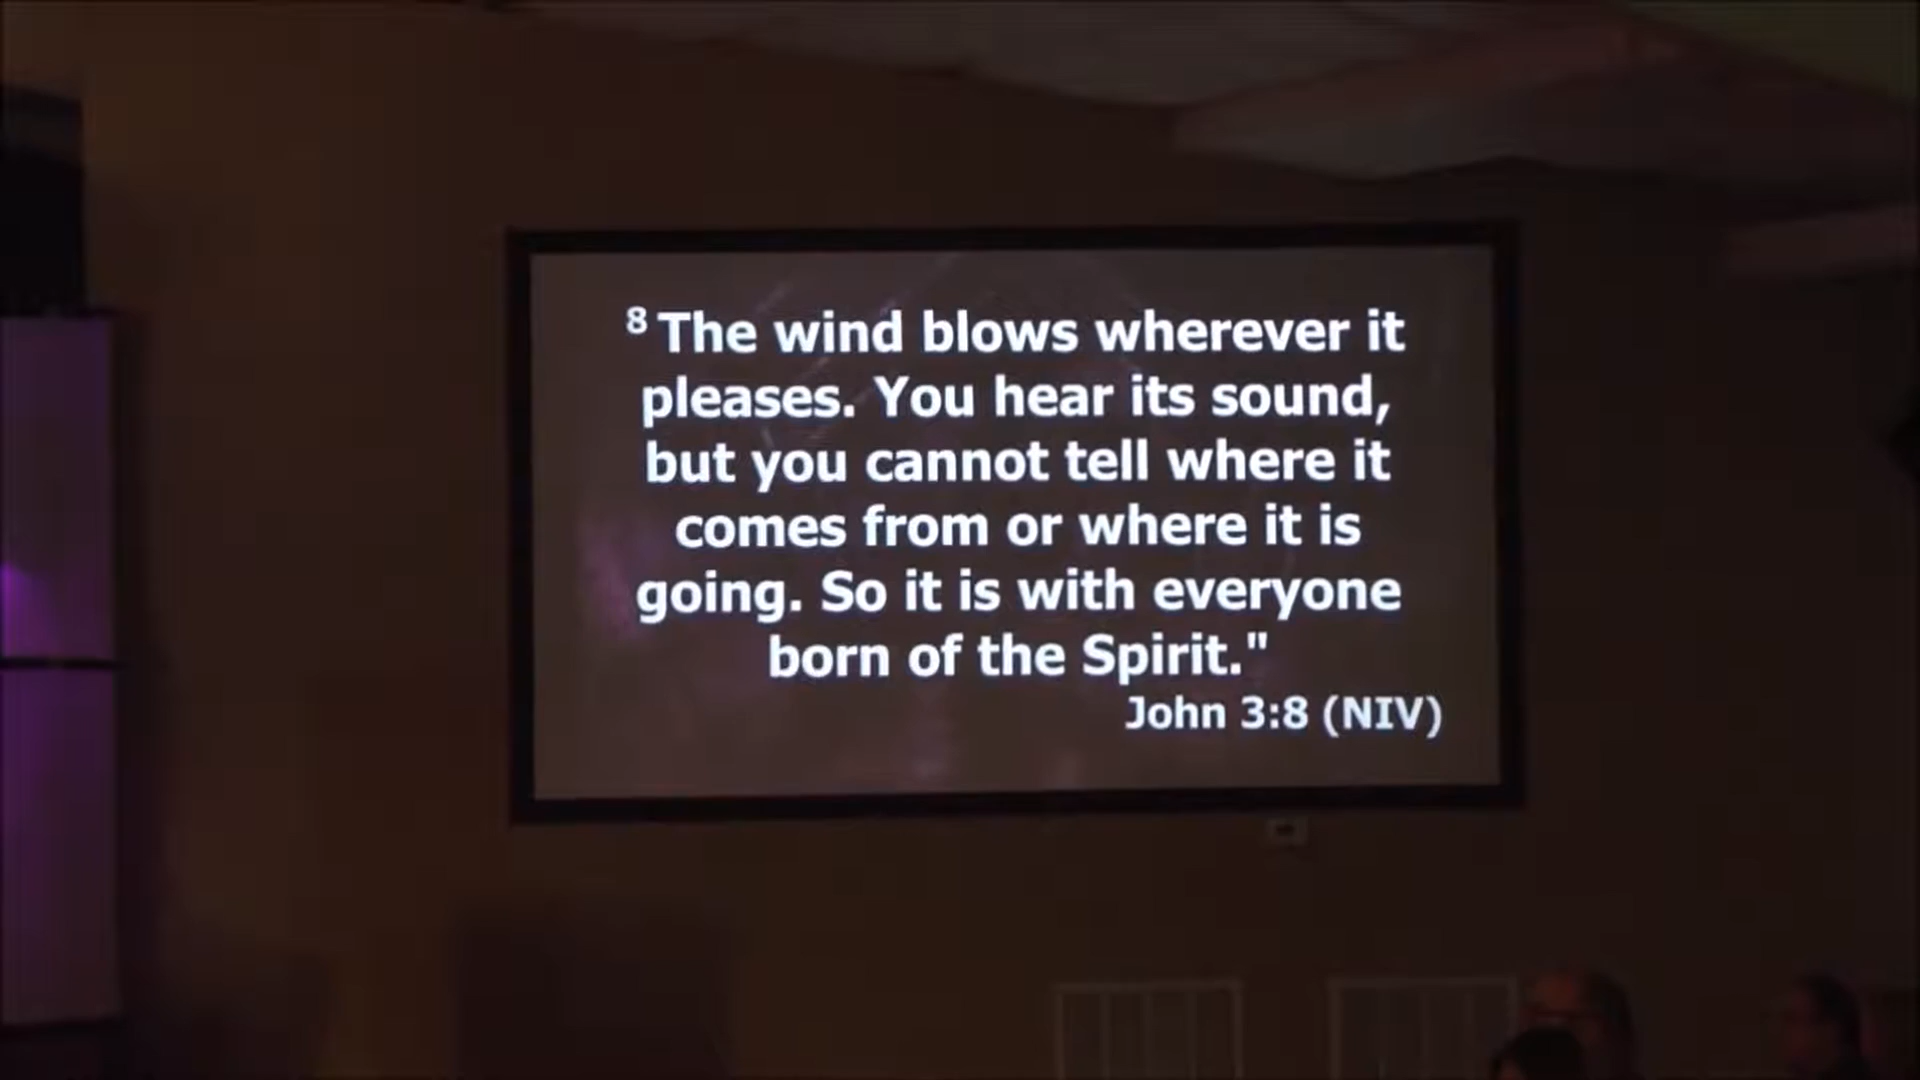 8 The wind blows wherever it
pleases. You hear its sound,
but you cannot tell where it
comes from or where it is
going. So it is with everyone
born of the Spirit."
John 3:8 (NIV)